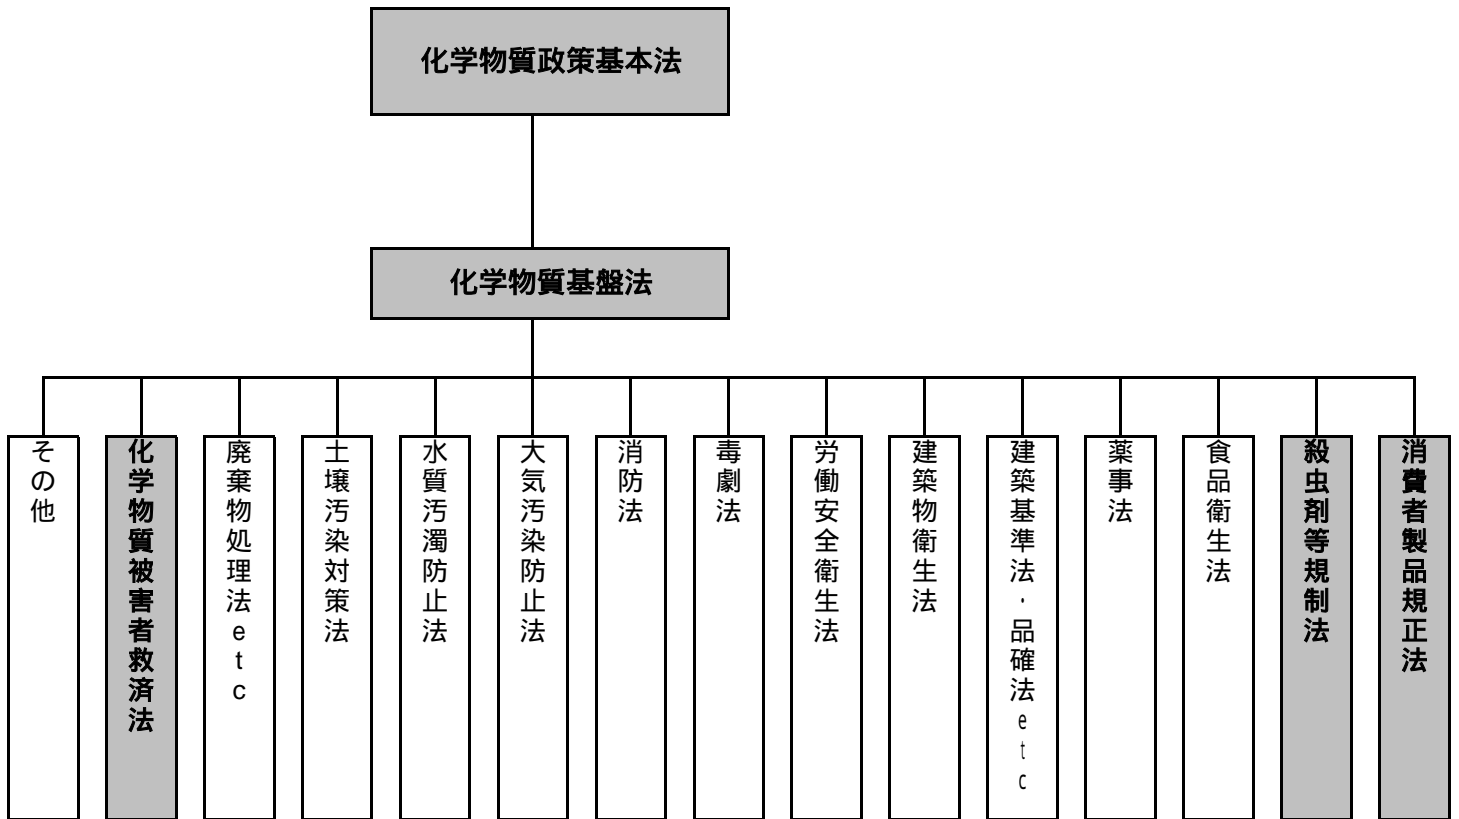 化学物質政策基本法
化学物質基盤法
その他
化学物質被害者救済法
廃棄物処理法etc
土壌汚染対策法
水質汚濁防止法
大気汚染防止法
消防法
毒劇法
労働安全衛生法
建築物衛生法
建築基準法・品確法etc
薬事法
食品衛生法
殺虫剤等規制法
消費者製品規正法